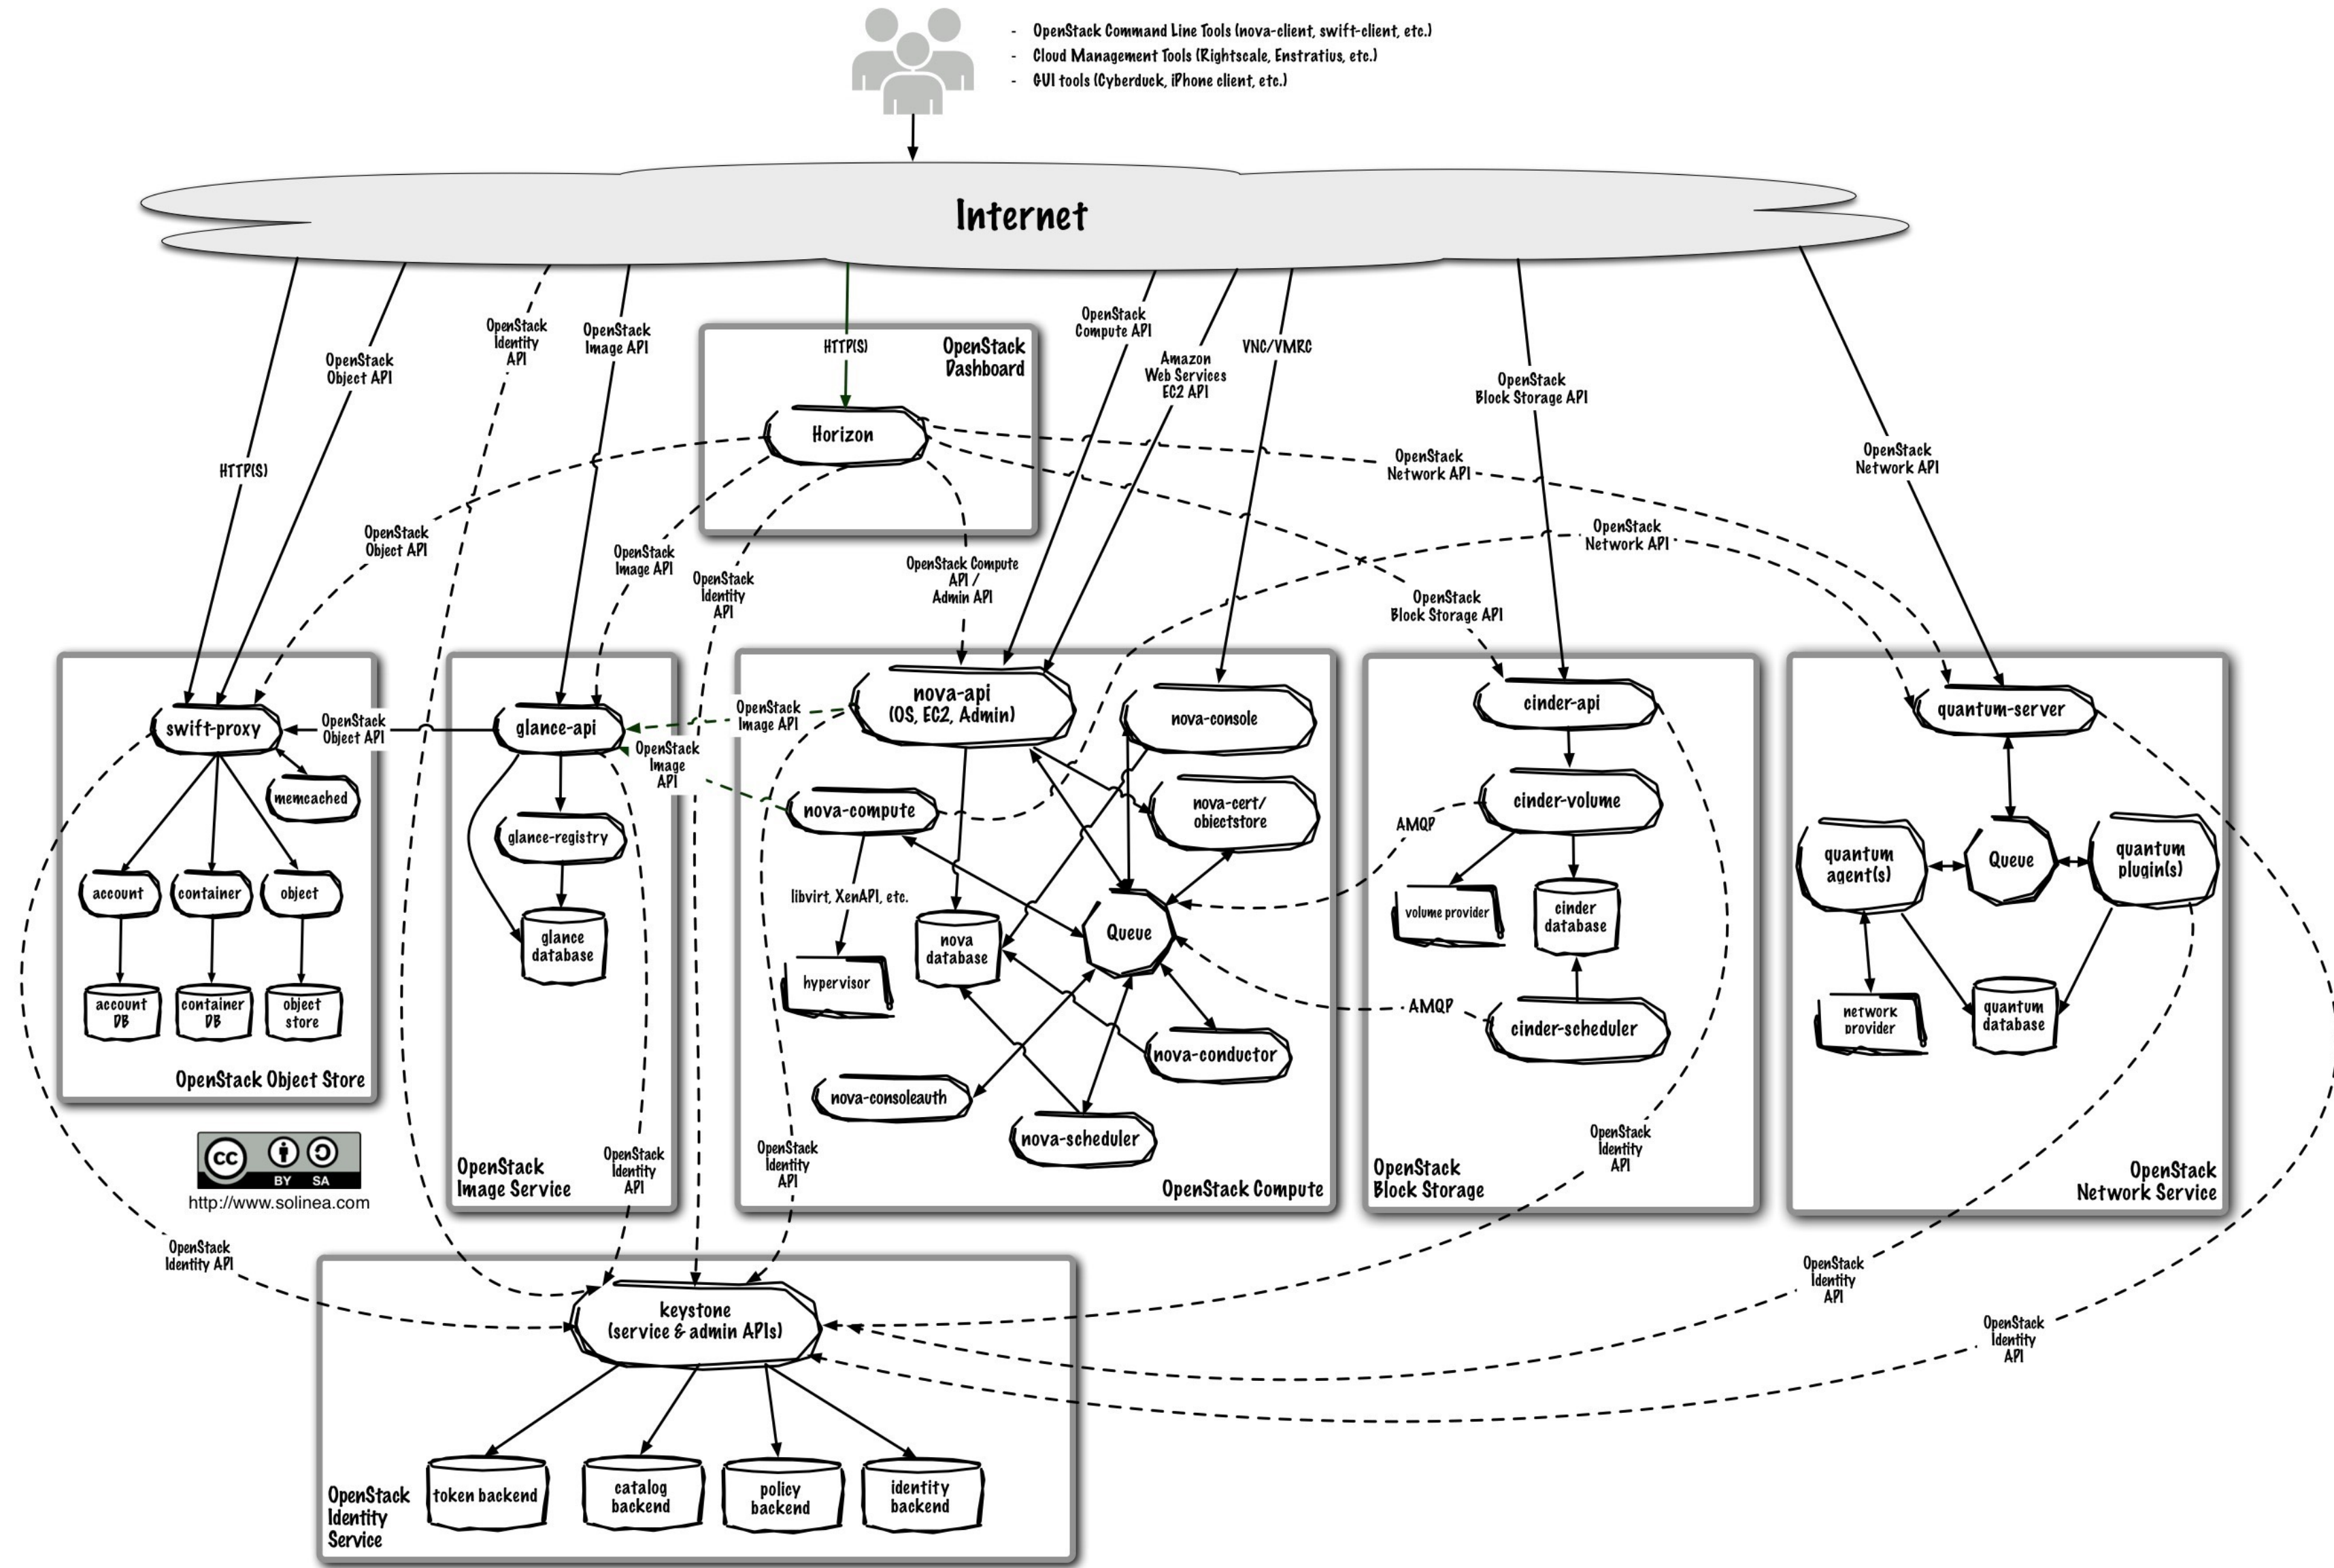 - OpenStack Command Line Tools (nova-client, swift-client, etc.)
- Cloud Management Tools (Rightscale, Enstratius, etc.)
- GUI tools (Cyberduck, iPhone client, etc.)
Internet
OpenStack
Identity
API
OpenStack
Image API
HTTP(S)
OpenStack
Dashboard
OpenStack
Compute API
Amazon
Web Services
EC2 API
VNC/VMRC
OpenStack
Object API
OpenStack
Block Storage API
HTTP(S)
Horizon
OpenStack
Network API
OpenStack
Network API
OpenStack
Object API
OpenStack
Image API
OpenStack
Identity
API
OpenStack Compute
API /
Admin API
OpenStack
Network API
OpenStack
Block Storage API
swift-proxy
OpenStack
Object API
glance-api
OpenStack
Image API
OpenStack
Image
API
nova-api
(OS, EC2, Admin)
nova-console
cinder-api
quantum-server
memcached
glance-registry
nova-compute
nova-cert/
objectstore
AMQP
cinder-volume
quantum
agent(s)
Queue
quantum
plugin(s)
account
container
object
libvirt, XenAPI, etc.
glance
database
nova
database
Queue
volume provider
cinder
database
hypervisor
account
DB
container
DB
object
store
AMQP
cinder-scheduler
network
provider
quantum
database
nova-conductor
nova-consoleauth
nova-scheduler
OpenStack Object Store
cc
BY SA
http://www.solinea.com
OpenStack
Image Service
OpenStack
Identity
API
OpenStack
Identity
API
OpenStack Compute
OpenStack
Block Storage
OpenStack
Identity
API
OpenStack
Network Service
OpenStack
Identity API
OpenStack
Identity
API
OpenStack
Identity
API
keystone
(service & admin APIs)
OpenStack
Identity
Service
token backend
catalog
backend
policy
backend
identity
backend